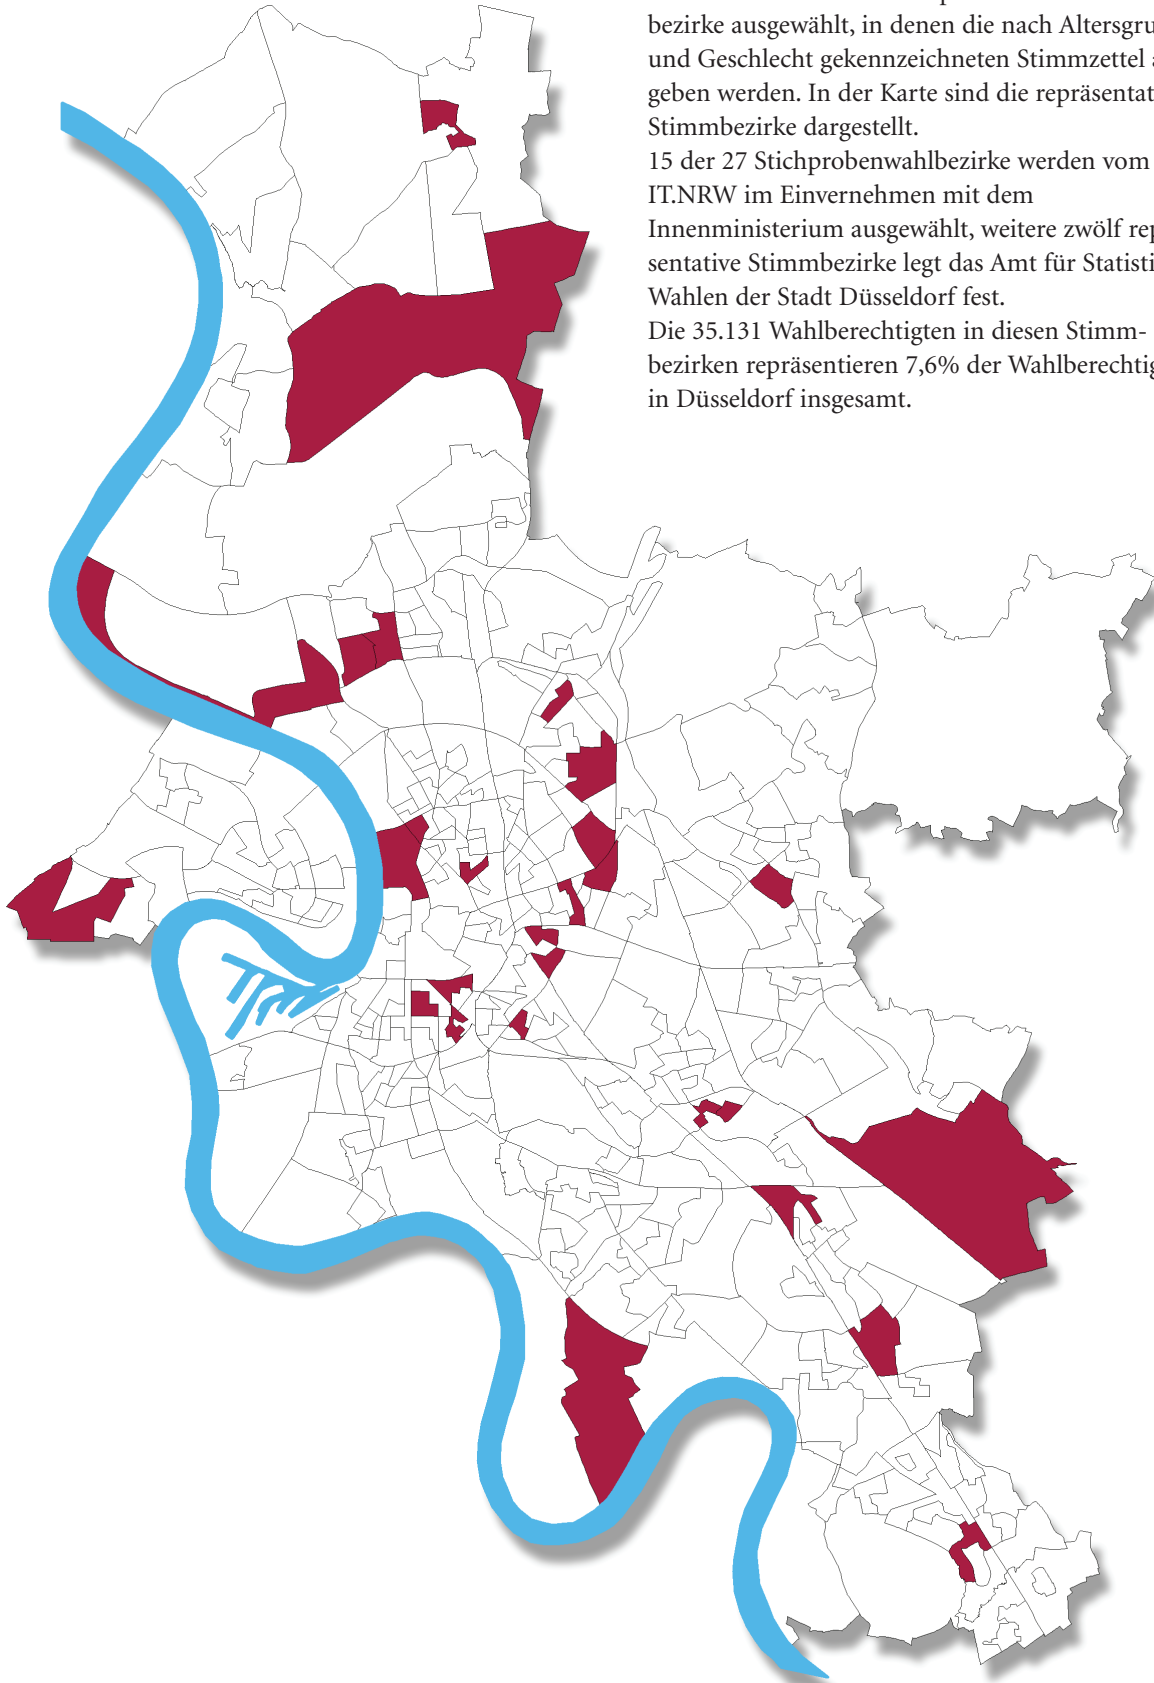 bezirke ausgewählt, in denen die nach Altersgru
und Geschlecht gekennzeichneten Stimmzettel
geben werden. In der Karte sind die repräsentat
Stimmbezirke dargestellt.
15 der 27 Stichprobenwahlbezirke werden vom
IT.NRW im Einvernehmen mit dem
Innenministerium ausgewählt, weitere zwölf rep
sentative Stimmbezirke legt das Amt für Statisti
Wahlen der Stadt Düsseldorf fest.
Die 35.131 Wahlberechtigten in diesen Stimm-
bezirken repräsentieren 7,6% der Wahlberechtig
in Düsseldorf insgesamt.